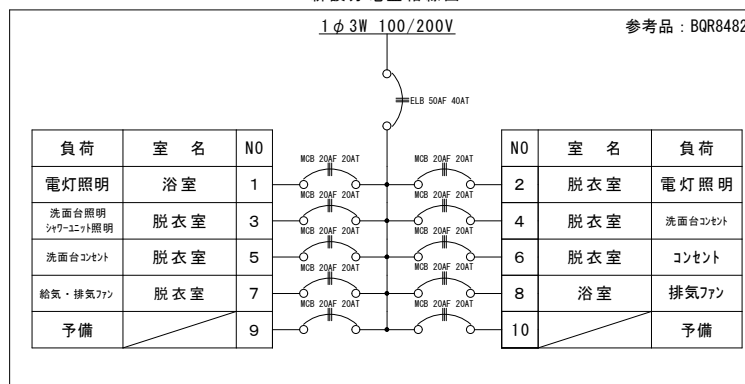 1φ3W 100/200V
参考品：BQR8482
ELB 50AF 40AT
負荷 室 名 NO
電灯照明 浴室 1
洗面台照明
シャワーユニット照明 脱衣室 3
洗面台コンセント 脱衣室 5
給気・排気ファン 脱衣室 7
予備 9
MCB 20AF 20AT MCB 20AF 20AT
MCB 20AF 20AT MCB 20AF 20AT
MCB 20AF 20AT MCB 20AF 20AT
MCB 20AF 20AT MCB 20AF 20AT
MCB 20AF 20AT MCB 20AF 20AT
NO 室 名 負荷
2 脱衣室 電灯照明
4 脱衣室 洗面台コンセント
6 脱衣室 コンセント
8 浴室 排気ファン
10 予備